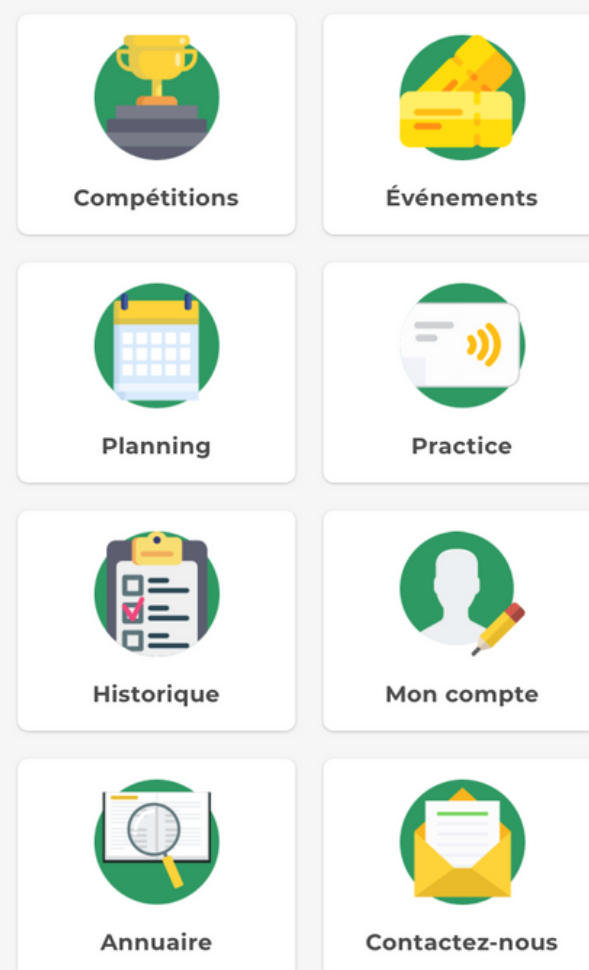 Compétitions
Événements
Planning
Practice
Historique
Mon compte
Annuaire
Contactez-nous